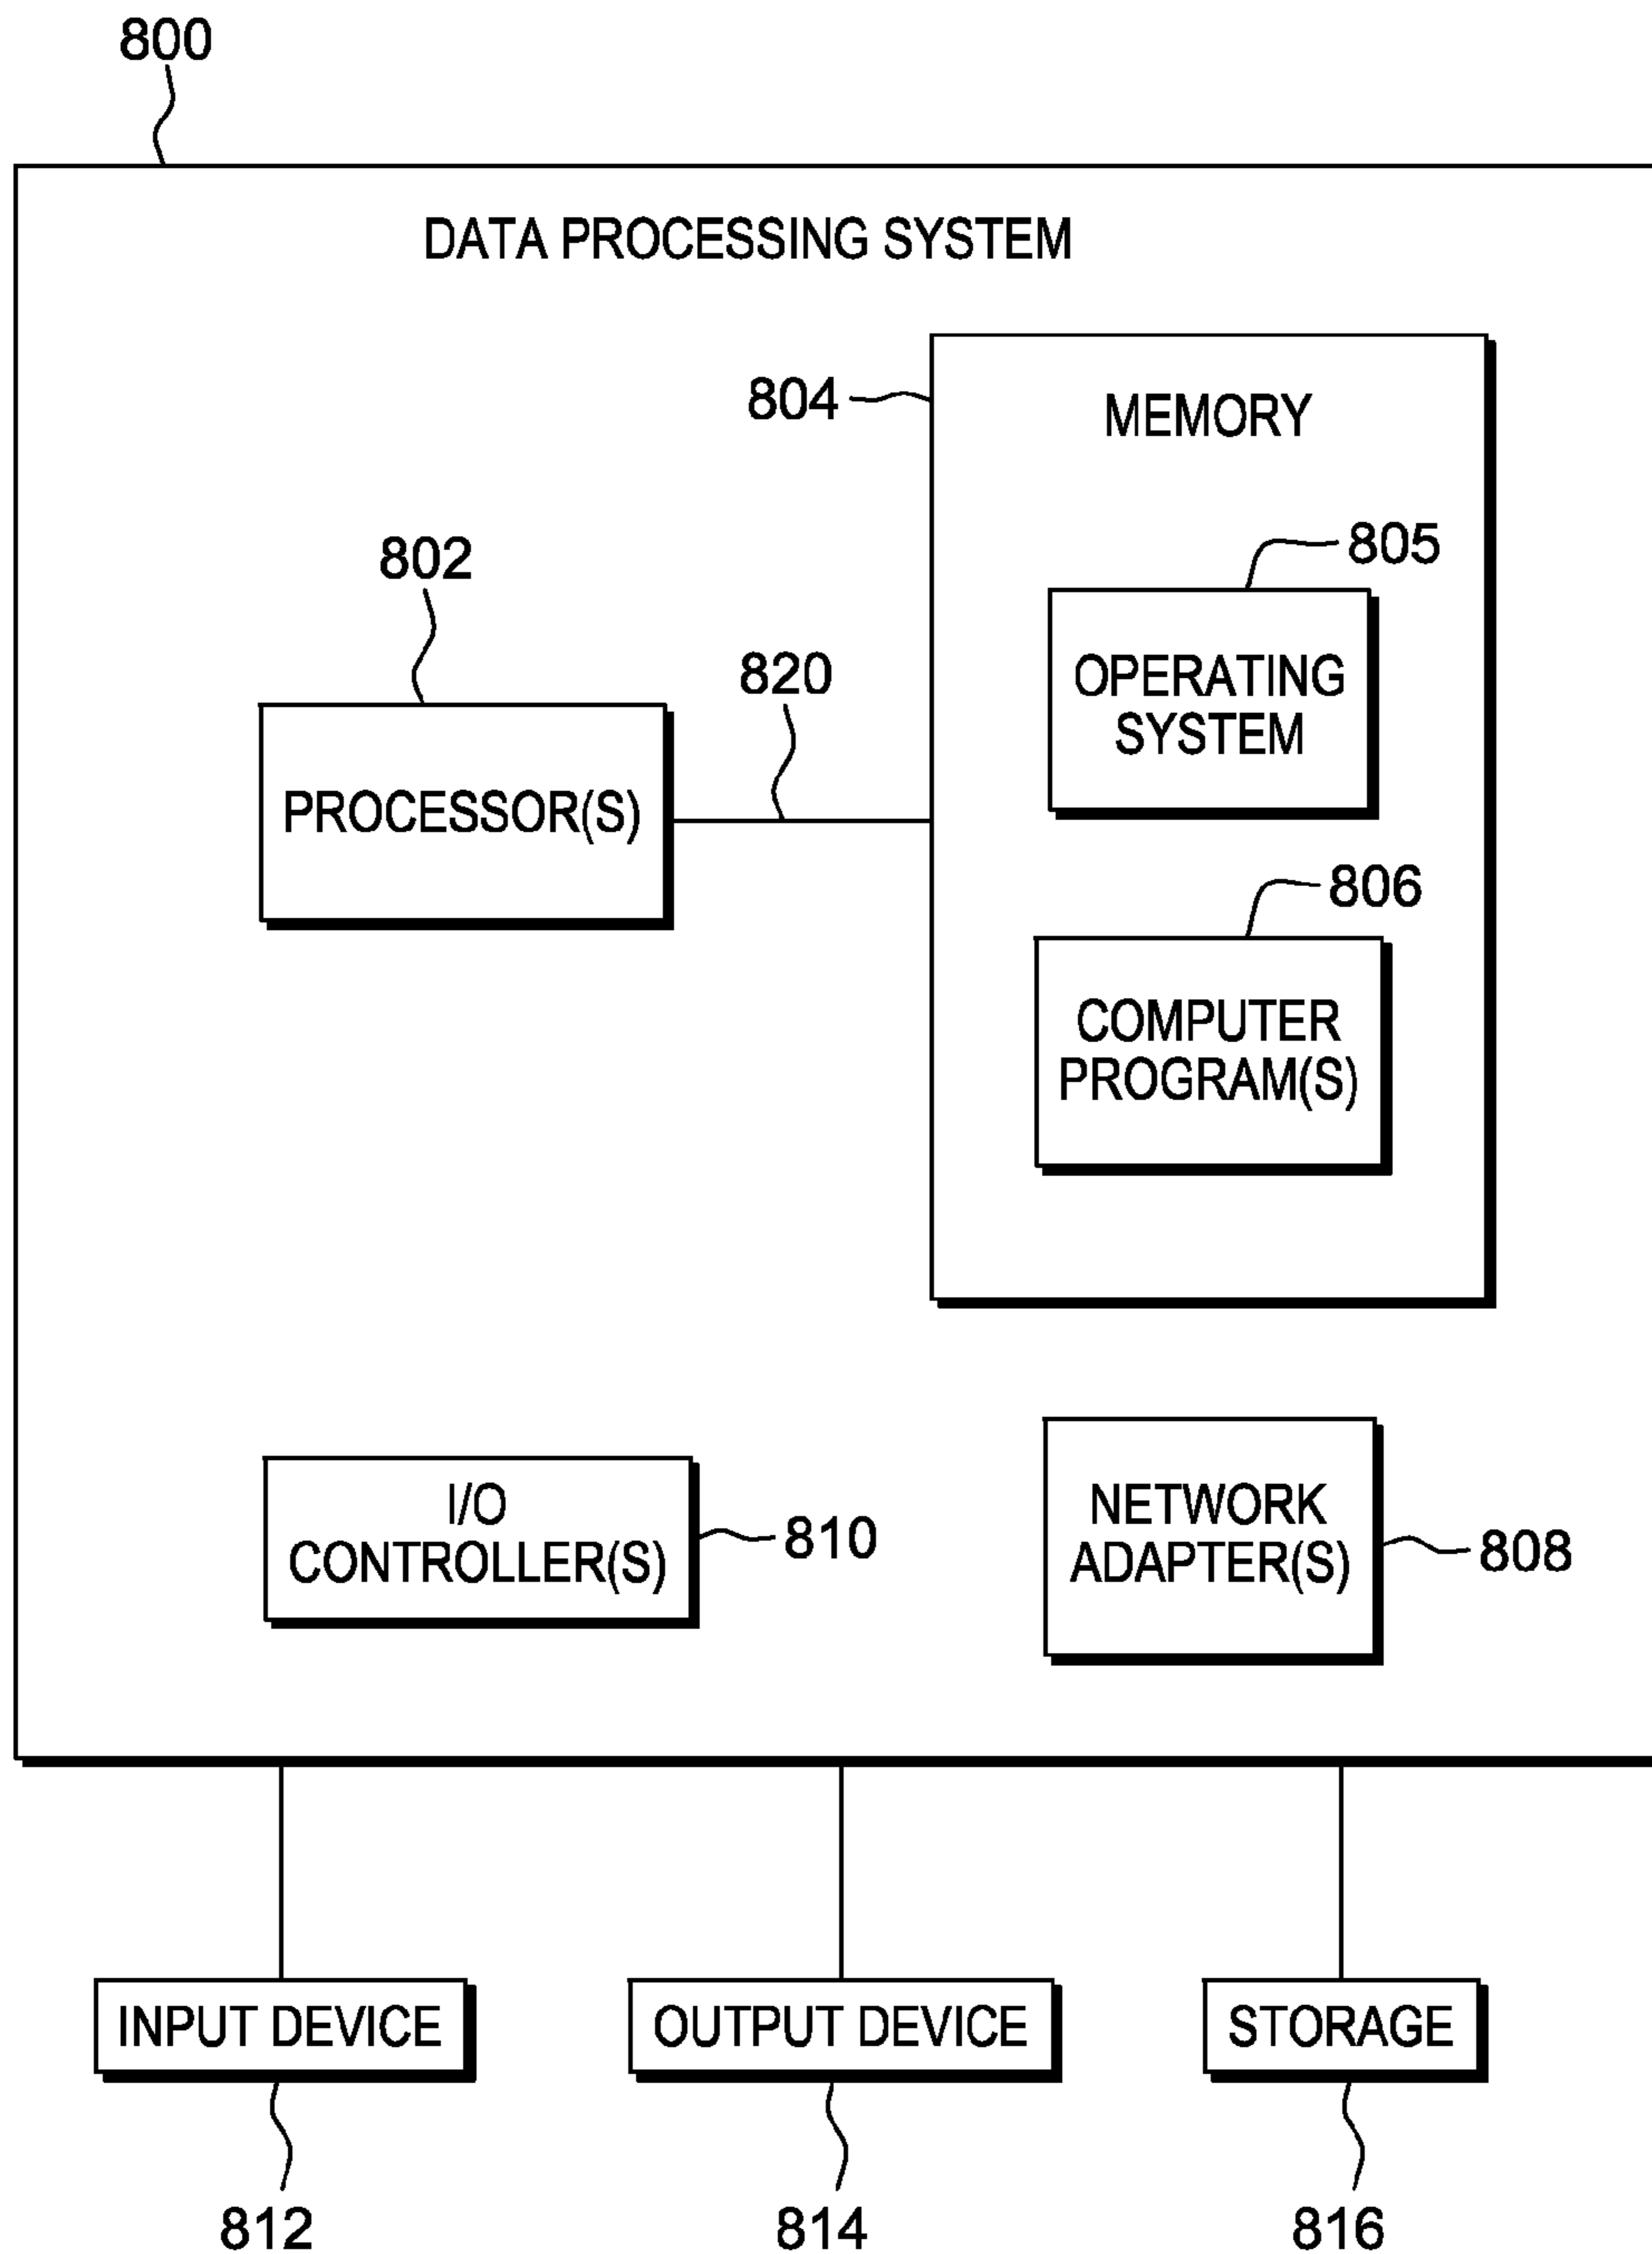 800
DATA PROCESSING SYSTEM
804
MEMORY
805
802
OPERATING
SYSTEM
820
PROCESSOR(S)
806
COMPUTER
PROGRAM(S)
I/O
CONTROLLER(S)
810
NETWORK
ADAPTER(S)
808
INPUT DEVICE
OUTPUT DEVICE
STORAGE
812
814
816